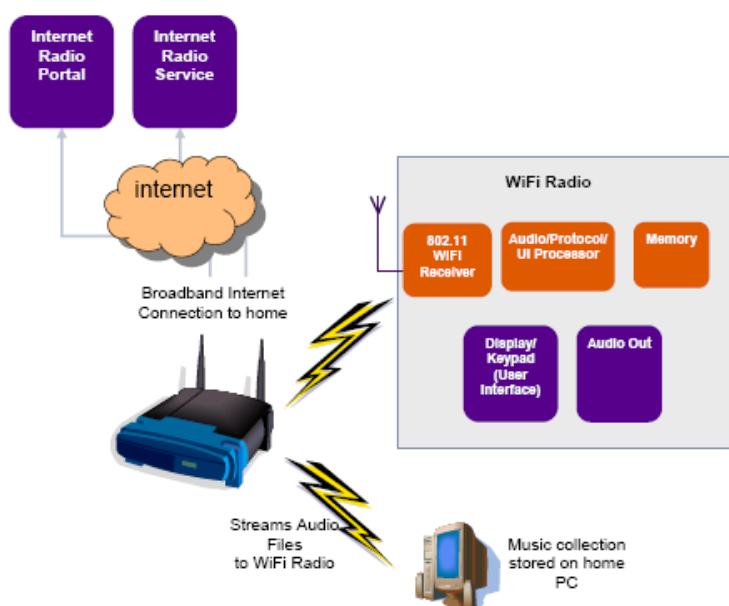 Internet
Radio
Portal
Internet
Radio
Service
internet
Broadband Internet
Connection to home
WiFi Radio
802.11
WIFI
Receiver
Audio/Protocol/
UI Processor
Memory
Display/
Keypad
(User
Interface)
Audio Out
Streams Audio
Files
to WiFi Radio
Music collection
stored on home
PC